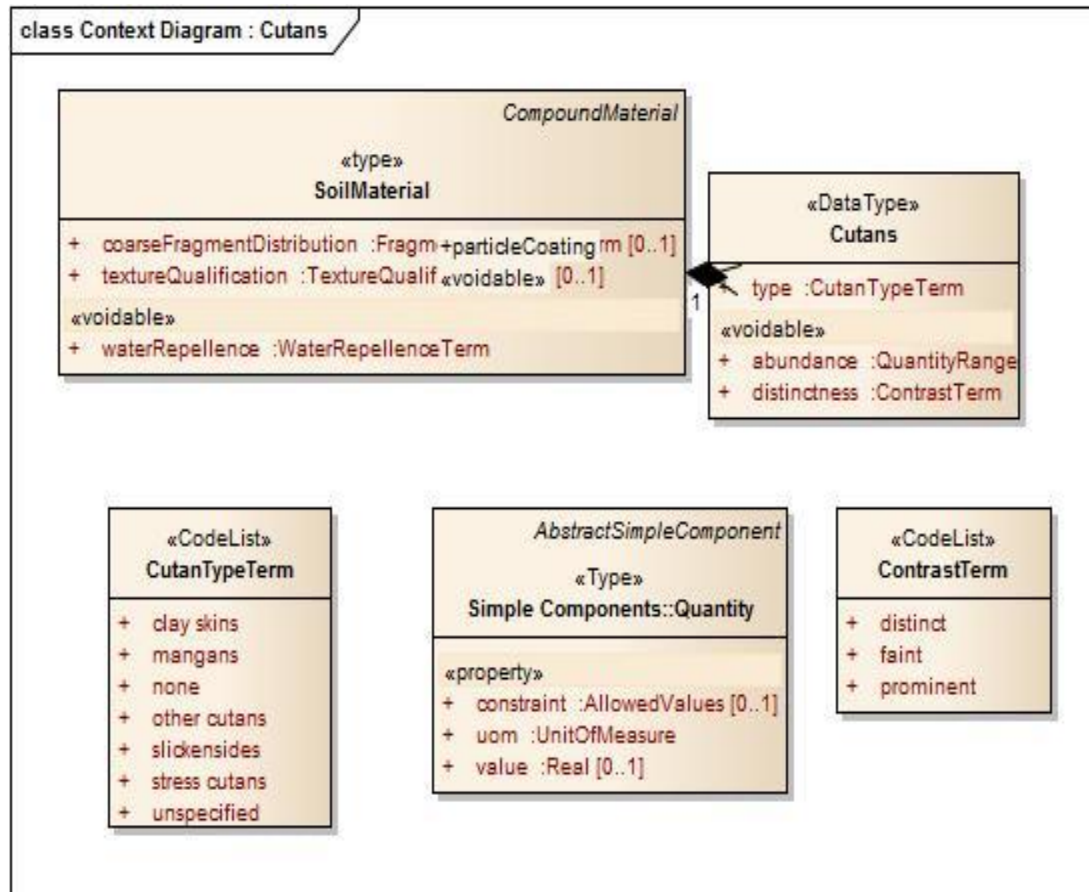 class Context Diagram : Cutans
CompoundMaterial
«type»
SoilMaterial
+ coarseFragmentDistribution :Fragm +particleCoating rm [0..1]
+ textureQualification :TextureQualif «voidable» [0..1]
«voidable»
+ waterRepellence :WaterRepellenceTerm
1
«DataType»
Cutans
+ type :CutanTypeTerm
«voidable»
+ abundance :QuantityRange
+ distinctness :ContrastTerm
«CodeList»
CutanTypeTerm
+ clay skins
+ mangans
+ none
+ other cutans
+ slickensides
+ stress cutans
+ unspecified
AbstractSimpleComponent
«Type»
Simple Components::Quantity
«property»
+ constraint :AllowedValues [0..1]
+ uom :UnitOfMeasure
+ value :Real [0..1]
«CodeList»
ContrastTerm
+ distinct
+ faint
+ prominent